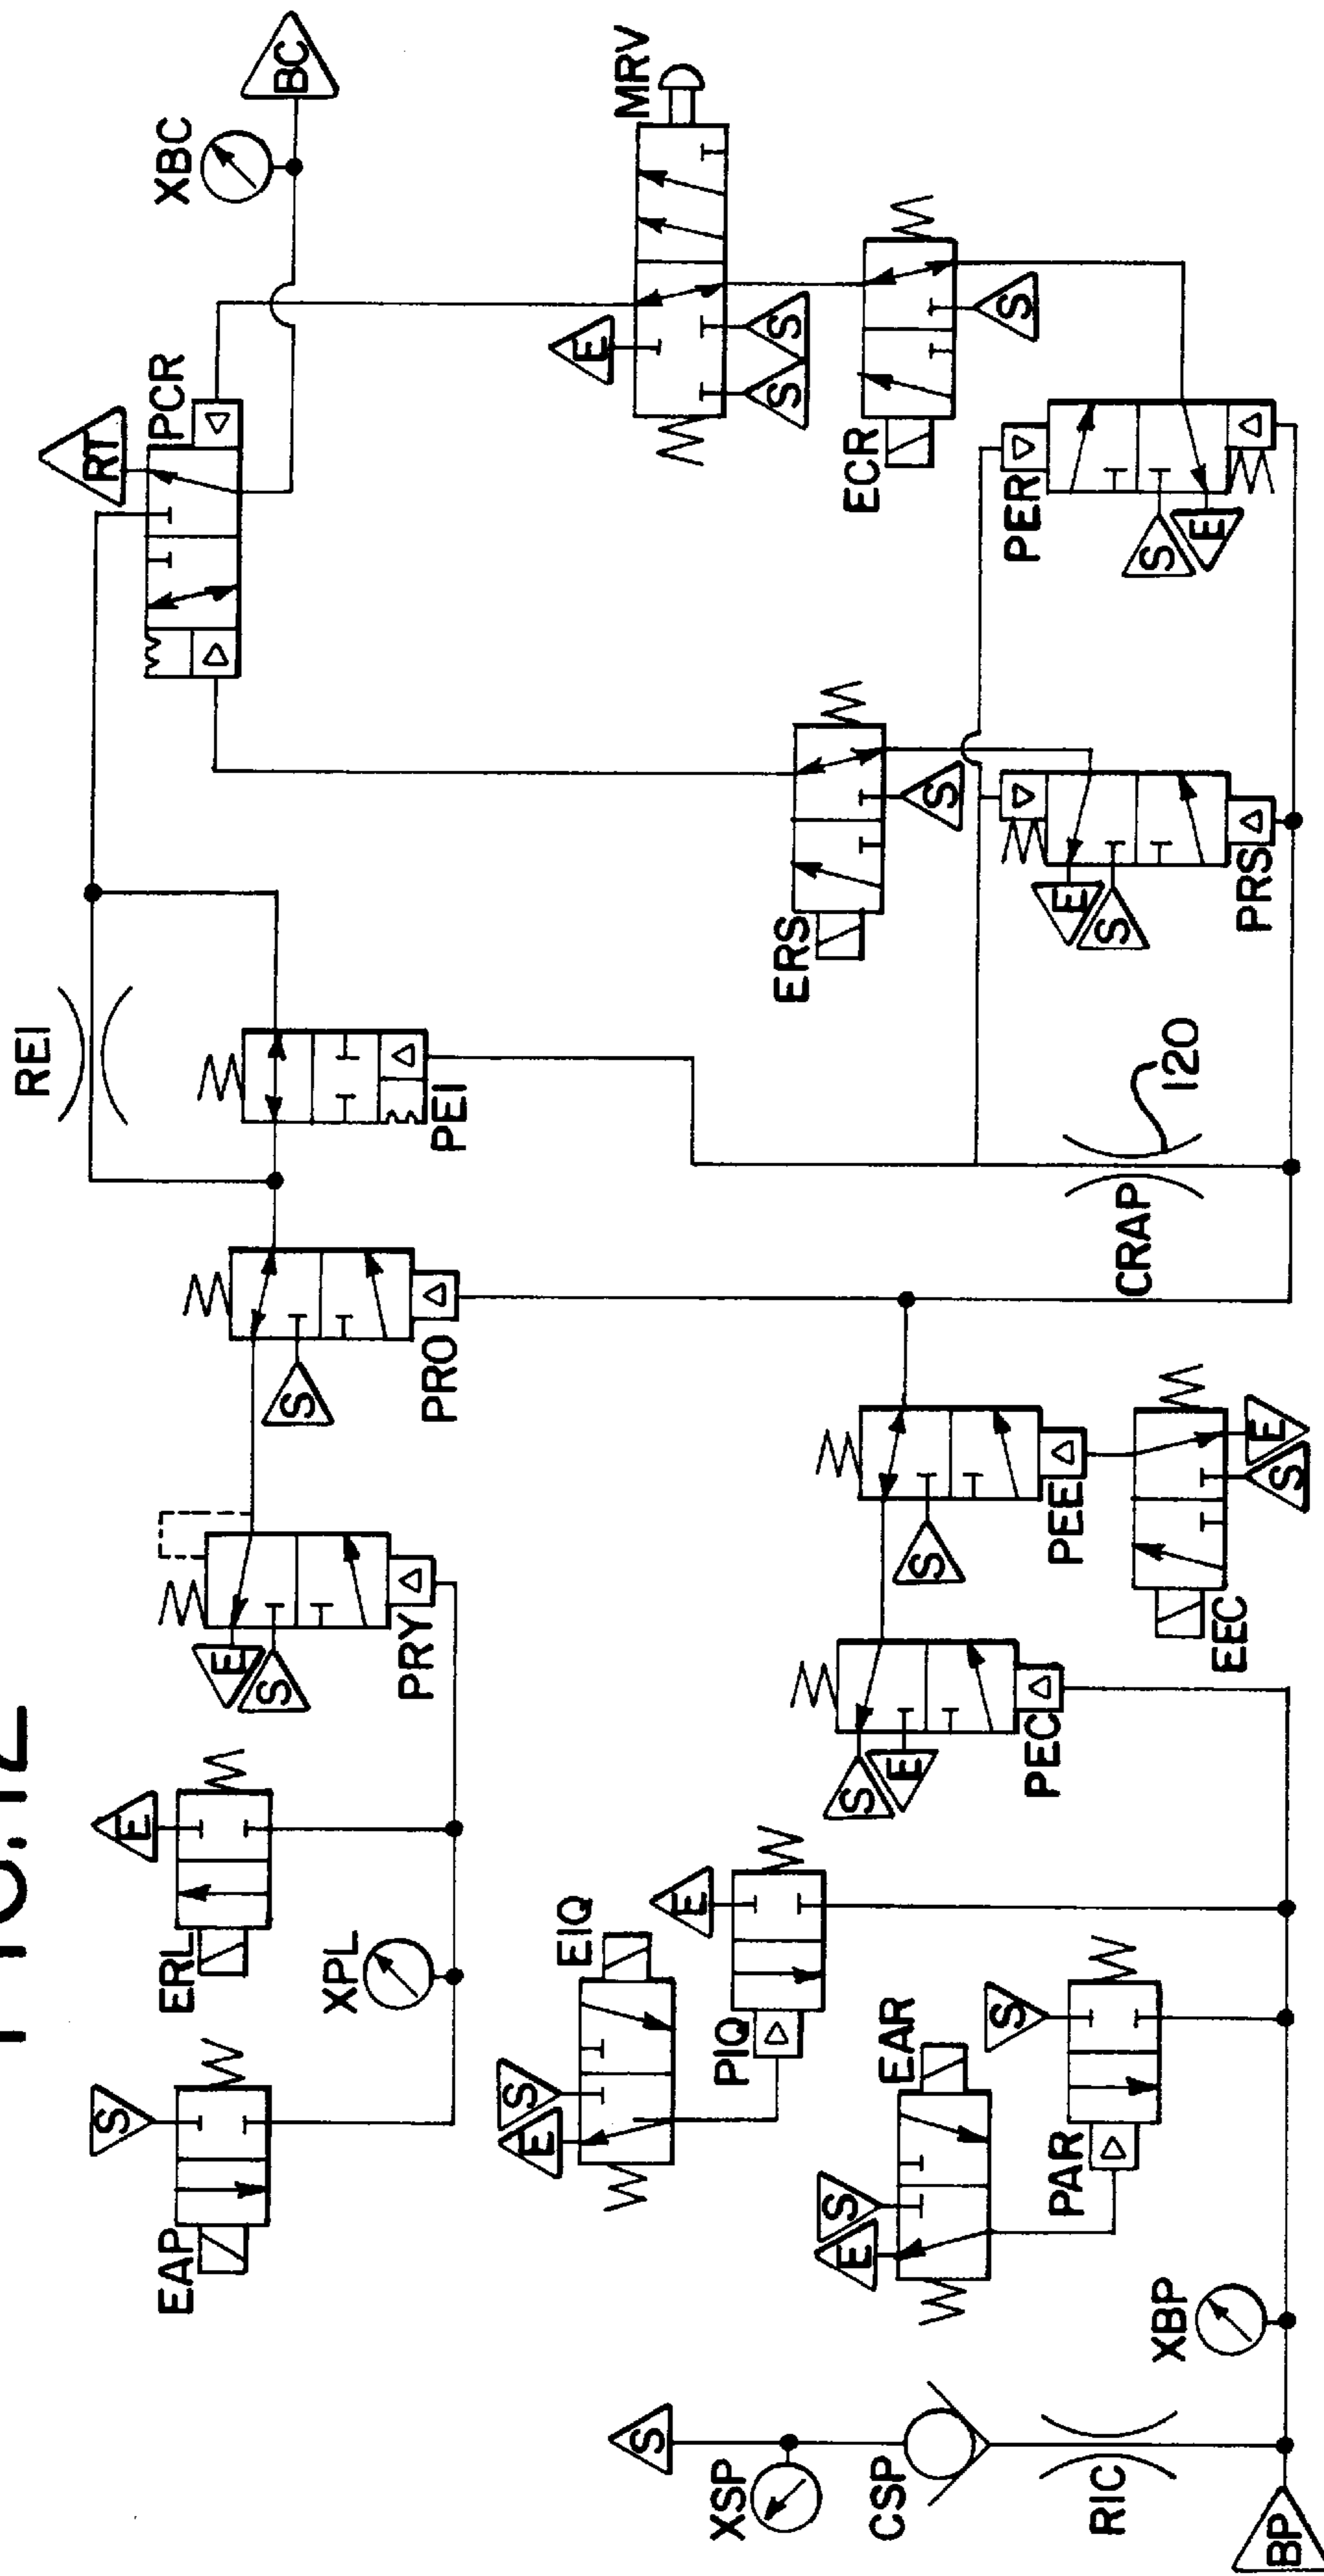 FIG. 12
REI
RT
PCR
XBC
BC
S
E
EAP
ERL
XPL
E
S
PRY
S
PRO
PEI
E
MRV
S
S
ECR
S
ERS
S
PER
S
E
E
S
PRS
CRAP
120
EIQ
S
E
PIQ
E
S
E
PEC
S
PEE
EEC
E
S
EAR
S
E
PAR
S
S
XSP
CSP
RIC
XBP
BP